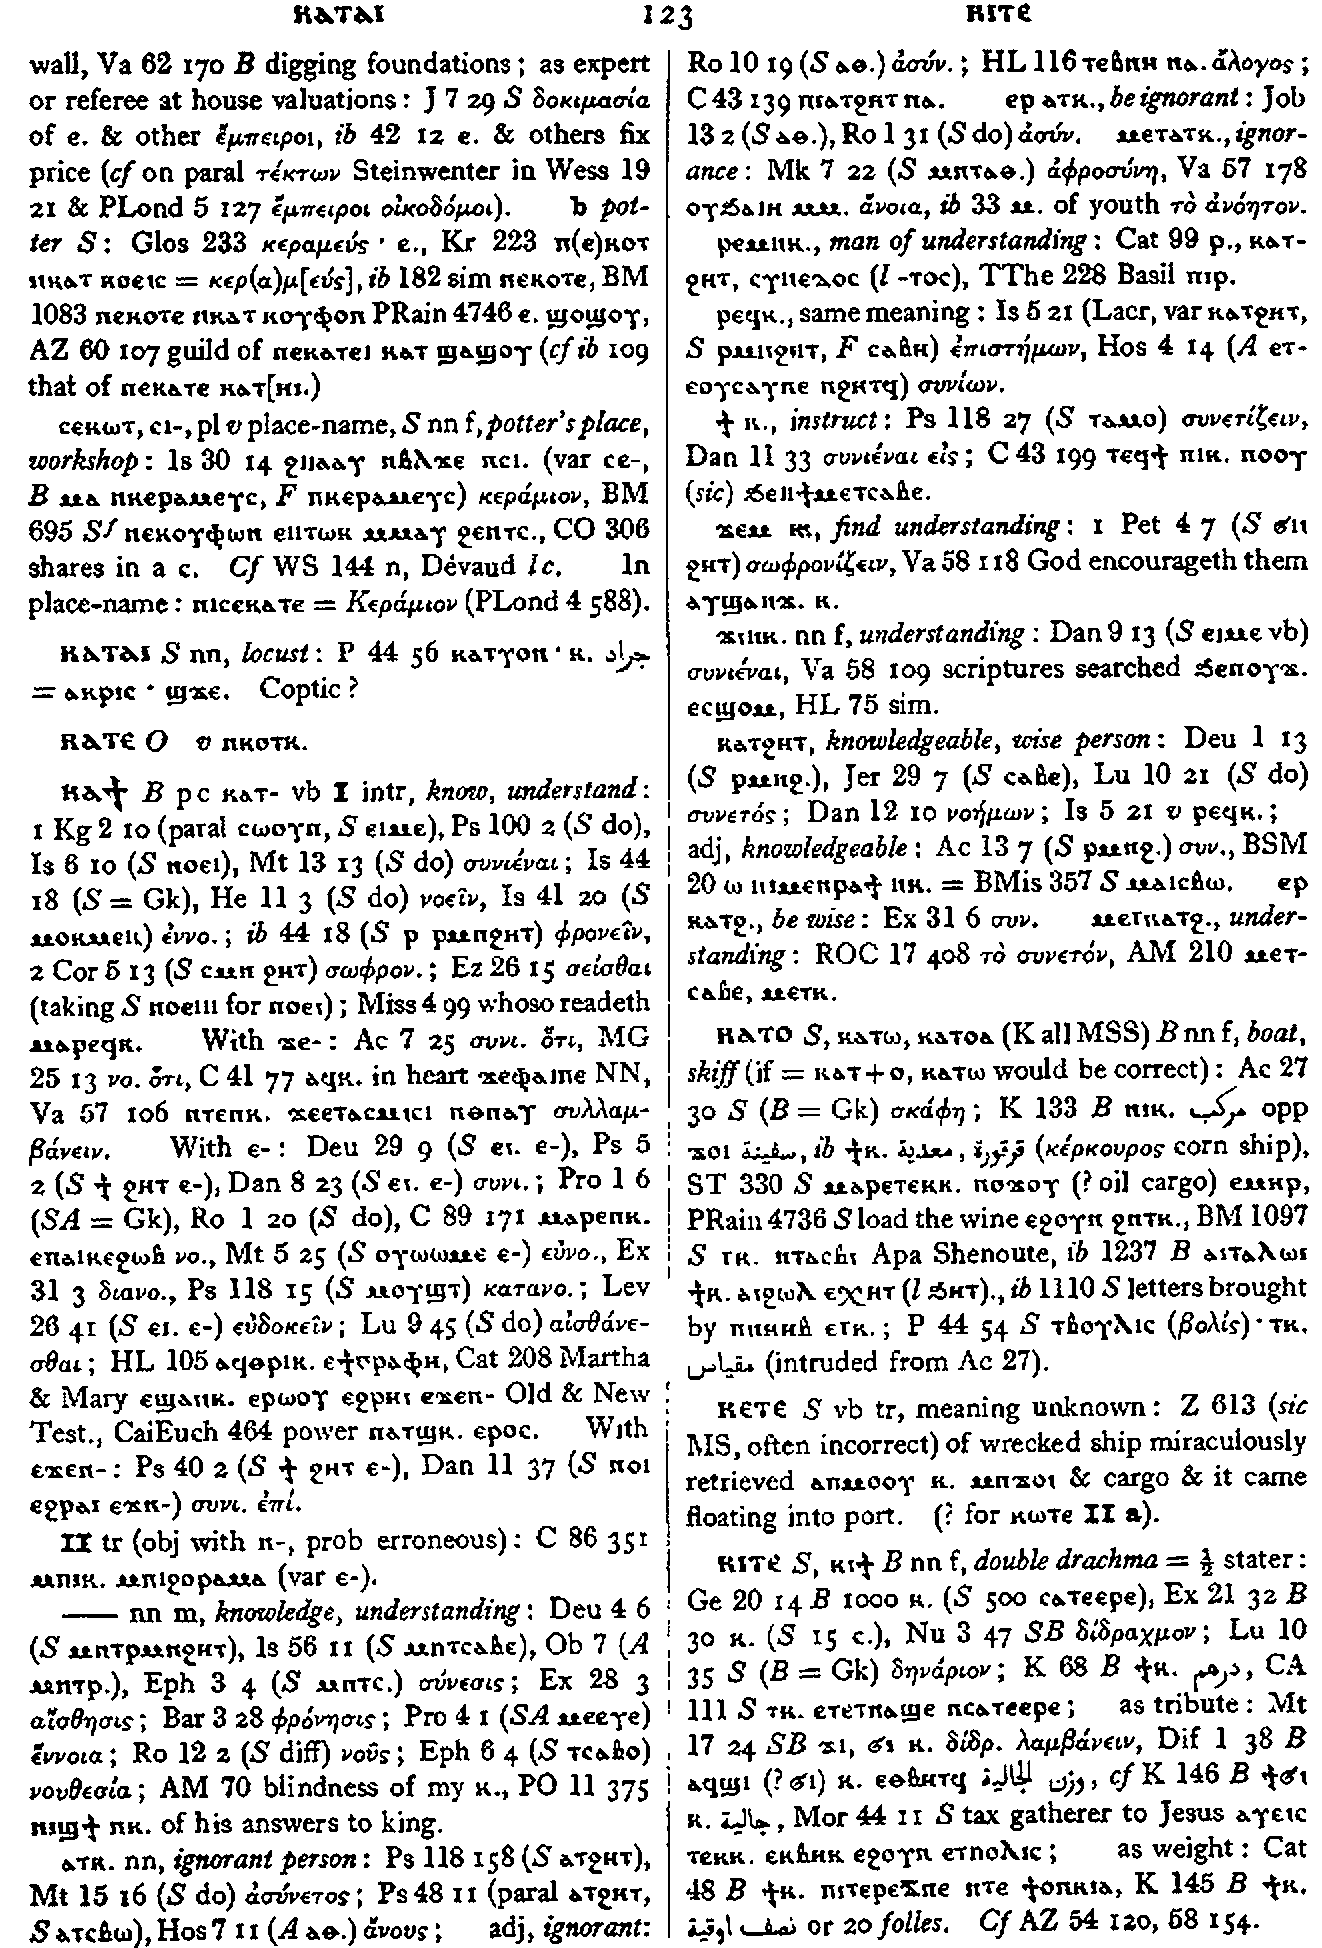 ⲕⲁⲧⲁⲓ 123 ⲕⲓⲧⲉ
wall, Va 62 170 B digging foundations; as expert
or referee at house valuations: J 7 29 S δοκιμασία
of e. & other ἔμπειροι, ib 42 12 e. & others fix
price (cf on paral τέκτων Steinwenter in Wess 19
21 & PLond 5 127 ἔμπειροι οἰκοδόμοι). b pot-
ter S: Glos 233 κεραμεύς · e., Kr 223 ⲡ(ⲉ)ⲕⲟⲧ
ⲛⲕⲁⲧ ⲕⲟⲉⲓⲥ = κερ(α)μ[εύς], ib 182 sim ⲡⲉⲕⲟⲧⲉ, BM
1083 ⲡⲉⲕⲟⲧⲉ ⲛⲕⲁⲧ ⲕⲟⲩⲫⲟⲛ PRain 4746 e. ϣⲟϣⲟⲩ,
AZ 60 107 guild of ⲛⲉⲕⲁⲧⲉⲓ ⲕⲁⲧ ϣⲁϣⲟⲩ (cf ib 109
that of ⲛⲉⲕⲁⲧⲉ ⲕⲁⲧ[ⲏⲓ.)
ⲥⲉⲕⲱⲧ, ⲥⲓ-, pl v place-name, S nn f, potter's place,
workshop: Is 30 14 ϩⲛⲁⲁⲩ ⲛⲃⲗϫⲉ ⲛⲥⲓ. (var ⲥⲉ-,
B ⲙⲁ ⲛⲕⲉⲣⲁⲙⲉⲩⲥ, F ⲛⲕⲉⲣⲁⲙⲉⲩⲥ) κεράμιον, BM
695 Sf ⲛⲉⲕⲟⲩⲫⲱⲛ ⲉⲛⲧⲱⲕ ⲙⲙⲁⲩ ϩⲉⲛⲧⲥ., CO 306
shares in a c. Cf WS 144 n, Dévaud l c. In
place-name: ⲡⲓⲥⲉⲕⲁⲧⲉ = Κεράμιον (PLond 4 588).
ⲕⲁⲧⲁⲓ S nn, locust: P 44 56 ⲕⲁⲧⲩⲟⲛ · ⲕ. جراد
= ⲁⲕⲣⲓⲥ · ϣϫⲉ. Coptic?
ⲕⲁⲧⲉ O v ⲛⲕⲟⲧⲕ.
ⲕⲁϯ B p c ⲕⲁⲧ- vb I intr, know, understand:
1 Kg 2 10 (paral ⲥⲱⲟⲩⲛ, S ⲉⲓⲙⲉ), Ps 100 2 (S do),
Is 6 10 (S ⲛⲟⲉⲓ), Mt 13 13 (S do) συνιέναι; Is 44
18 (S = Gk), He 11 3 (S do) νοεῖν, Is 41 20 (S
ⲙⲟⲕⲙⲉⲕ) ἐννο.; ib 44 18 (S ⲣ ⲣⲙⲛϩⲏⲧ) φρονεῖν,
2 Cor 5 13 (S ⲥⲙⲛ ϩⲏⲧ) σωφρον.; Ez 26 15 σείσθαι
(taking S ⲛⲟⲉⲓⲛ for ⲛⲟⲉⲓ); Miss 4 99 whoso readeth
ⲙⲁⲣⲉϥⲕ. With ϫⲉ-: Ac 7 25 συνι. ὅτι, MG
25 13 νο. ὅτι, C 41 77 ⲁϥⲕ. in heart ϫⲉⲫⲁⲓⲛⲉ NN,
Va 57 106 ⲛⲧⲉⲛⲕ. ϫⲉⲉⲧⲁⲥⲙⲓⲥⲓ ⲛⲑⲛⲁⲩ συλλαμ-
βάνειν. With ⲉ-: Deu 29 9 (S ⲉⲓ. ⲉ-), Ps 5
2 (S ϯ ϩⲏⲧ ⲉ-), Dan 8 23 (S ⲉⲓ. ⲉ-) συνι.; Pro 1 6
(SA = Gk), Ro 1 20 (S do), C 89 171 ⲙⲁⲣⲉⲛⲕ.
ⲉⲡⲁⲓⲕⲉϩⲱⲃ νο., Mt 5 25 (S ⲟⲩⲱⲱⲙⲉ ⲉ-) εὐνο., Ex
31 3 διανο., Ps 118 15 (S ⲙⲟⲩϣⲧ) κατανο.; Lev
26 41 (S ⲉⲓ. ⲉ-) εὐδοκεῖν; Lu 9 45 (S do) αἰσθάνε-
σθαι; HL 105 ⲁϥⲑⲣⲓⲕ. ⲉϯⲅⲣⲁⲫⲏ, Cat 208 Martha
& Mary ⲉϣⲁⲛⲕ. ⲉⲣⲱⲟⲩ ⲉϩⲣⲏⲓ ⲉϫⲉⲛ- Old & New
Test., CaiEuch 464 power ⲛⲁⲧϣⲕ. ⲉⲣⲟⲥ. With
ⲉϫⲉⲛ-: Ps 40 2 (S ϯ ϩⲏⲧ ⲉ-), Dan 11 37 (S ⲛⲟⲓ
ⲉϩⲣⲁⲓ ⲉϫⲛ-) συνι. ἐπί.
II tr (obj with ⲛ-, prob erroneous): C 86 351
ⲙⲡⲓⲕ. ⲙⲡⲓϩⲟⲣⲁⲙⲁ (var ⲉ-).
—— nn m, knowledge, understanding: Deu 4 6
(S ⲙⲛⲧⲣⲙⲛϩⲏⲧ), Is 56 11 (S ⲙⲛⲧⲥⲁⲃⲉ), Ob 7 (A
ⲙⲛⲧⲣ.), Eph 3 4 (S ⲙⲛⲧⲥ.) σύνεσις; Ex 28 3
αἴσθησις; Bar 3 28 φρόνησις; Pro 4 1 (SA ⲙⲉⲉⲩⲉ)
ἔννοια; Ro 12 2 (S diff) νοῦς; Eph 6 4 (S ⲧⲥⲁⲃⲟ)
νουθεσία; AM 70 blindness of my ⲕ., PO 11 375
ⲛⲓϣϯ ⲛⲕ. of his answers to king.
ⲁⲧⲕ. nn, ignorant person: Ps 118 158 (S ⲁⲧϩⲏⲧ),
Mt 15 16 (S do) ἀσύνετος; Ps 48 11 (paral ⲁⲧϩⲏⲧ,
S ⲁⲧⲥⲃⲱ), Hos 7 11 (A ⲁⲑ.) ἄνους; adj, ignorant:
Ro 10 19 (S ⲁⲑ.) ἀσύν.; HL 116 ⲧⲉⲃⲛⲏ ⲛⲁ. ἄλογος;
C 43 139 ⲡⲓⲁⲧϩⲏⲧ ⲛⲁ. ⲉⲣ ⲁⲧⲕ., be ignorant: Job
13 2 (S ⲁⲑ.), Ro 1 31 (S do) ἀσύν. ⲙⲉⲧⲁⲧⲕ., ignor-
ance: Mk 7 22 (S ⲙⲛⲧⲁⲑ.) ἀφροσύνη, Va 57 178
ⲟⲩϧⲁⲓⲏ ⲙⲙ. ἄνοια, ib 33 ⲙ. of youth τὸ ἀνόητον.
ⲣⲉⲙⲛⲕ., man of understanding: Cat 99 ⲣ., ⲕⲁⲧ-
ϩⲏⲧ, ⲥⲩⲛⲉⲇⲟⲥ (l -ⲧⲟⲥ), TThe 228 Basil ⲡⲓⲣ.
ⲣⲉϥⲕ., same meaning: Is 5 21 (Lacr, var ⲕⲁⲧϩⲏⲧ,
S ⲣⲙⲛϩⲏⲧ, F ⲥⲁⲃⲏ) ἐπιστήμων, Hos 4 14 (A ⲉⲧ-
ⲉⲟⲩⲥⲁⲩⲛⲉ ⲛϩⲏⲧϥ) συνίων.
ϯ ⲕ., instruct: Ps 118 27 (S ⲧⲁⲙⲟ) συνετίζειν,
Dan 11 33 συνιέναι εἰς; C 43 199 ⲧⲉϥϯ ⲡⲓⲕ. ⲛⲟⲟⲩ
(sic) ϧⲉⲛϯⲙⲉⲧⲥⲁⲃⲉ.
ϫⲉⲙ ⲕ., find understanding: 1 Pet 4 7 (S ϭⲛ
ϩⲏⲧ) σωφρονίζειν, Va 58 118 God encourageth them
ⲁⲩϣⲁⲛϫ. ⲕ.
ϫⲓⲛⲕ. nn f, understanding: Dan 9 13 (S ⲉⲓⲙⲉ vb)
συνιέναι, Va 58 109 scriptures searched ϧⲉⲛⲟⲩϫ.
ⲉⲥϣⲟⲙ, HL 75 sim.
ⲕⲁⲧϩⲏⲧ, knowledgeable, wise person: Deu 1 13
(S ⲣⲙⲛϩ.), Jer 29 7 (S ⲥⲁⲃⲉ), Lu 10 21 (S do)
συνετός; Dan 12 10 νοήμων; Is 5 21 v ⲣⲉϥⲕ.;
adj, knowledgeable: Ac 13 7 (S ⲣⲙⲛϩ.) συν., BSM
20 ⲱ ⲡⲓⲙⲉⲛⲣⲁϯ ⲛⲕ. = BMis 357 S ⲙⲁⲓⲥⲃⲱ. ⲉⲣ
ⲕⲁⲧϩ., be wise: Ex 31 6 συν. ⲙⲉⲧⲕⲁⲧϩ., under-
standing: ROC 17 408 τὸ συνετόν, AM 210 ⲙⲉⲧ-
ⲥⲁⲃⲉ, ⲙⲉⲧⲕ.
ⲕⲁⲧⲟ S, ⲕⲁⲧⲱ, ⲕⲁⲧⲟⲁ (K all MSS) B nn f, boat,
skiff (if = ⲕⲁⲧ+ⲟ, ⲕⲁⲧⲱ would be correct): Ac 27
30 S (B = Gk) σκάφη; K 133 B ⲡⲓⲕ. مركب opp
ϫⲟⲓ سفينة, ib ϯⲕ. معدية, قرقورة (κέρκουρος corn ship),
ST 330 S ⲙⲁⲣⲉⲧⲉⲕⲕ. ⲛⲟϫⲟⲩ (? oil cargo) ⲉⲙⲏⲣ,
PRain 4736 S load the wine ⲉϩⲟⲩⲛ ϩⲛⲧⲕ., BM 1097
S ⲧⲕ. ⲛⲧⲁⲥⲃⲓ Apa Shenoute, ib 1237 B ⲁⲓⲧⲁⲗⲱⲓ
ϯⲕ. ⲁⲓϩⲱⲗ ⲉⲭⲏⲧ (l ϧⲏⲧ)., ib 1110 S letters brought
by ⲡⲛⲏⲏⲃ ⲉⲧⲕ.; P 44 54 S ⲧⲃⲟⲩⲗⲓⲥ (βολίς) · ⲧⲕ.
مقياس (intruded from Ac 27).
ⲕⲉⲧⲉ S vb tr, meaning unknown: Z 613 (sic
MS, often incorrect) of wrecked ship miraculously
retrieved ⲁⲡⲙⲟⲟⲩ ⲕ. ⲙⲡϫⲟⲓ & cargo & it came
floating into port. (? for ⲕⲱⲧⲉ II a).
ⲕⲓⲧⲉ S, ⲕⲓϯ B nn f, double drachma = ½ stater:
Ge 20 14 B 1000 ⲕ. (S 500 ⲥⲁⲧⲉⲉⲣⲉ), Ex 21 32 B
30 ⲕ. (S 15 ⲥ.), Nu 3 47 SB δίδραχμον; Lu 10
35 S (B = Gk) δηνάριον; K 68 B ϯⲕ. درهم, CA
111 S ⲧⲕ. ⲉⲧⲉⲧⲡⲁϣⲉ ⲛⲥⲁⲧⲉⲉⲣⲉ; as tribute: Mt
17 24 SB ϫⲓ, ϭⲓ ⲕ. δίδρ. λαμβάνειν, Dif 1 38 B
ⲁϥϣⲓ (? ϭⲓ) ⲕ. ⲉⲑⲃⲏⲧϥ وزن الجالية, cf K 146 B ϯϭⲓ
ⲕ. جالية, Mor 44 11 S tax gatherer to Jesus ⲁⲩⲉⲓⲥ
ⲧⲉⲕⲕ. ⲉⲕⲃⲏⲕ ⲉϩⲟⲩⲛ ⲉⲧⲡⲟⲗⲓⲥ; as weight: Cat
48 B ϯⲕ. ⲡⲓⲧⲉⲣⲉϫⲡⲉ ⲛⲧⲉ ϯⲟⲛⲕⲓⲁ, K 145 B ϯⲕ.
نصف اوقية or 20 folles. Cf AZ 54 120, 58 154.